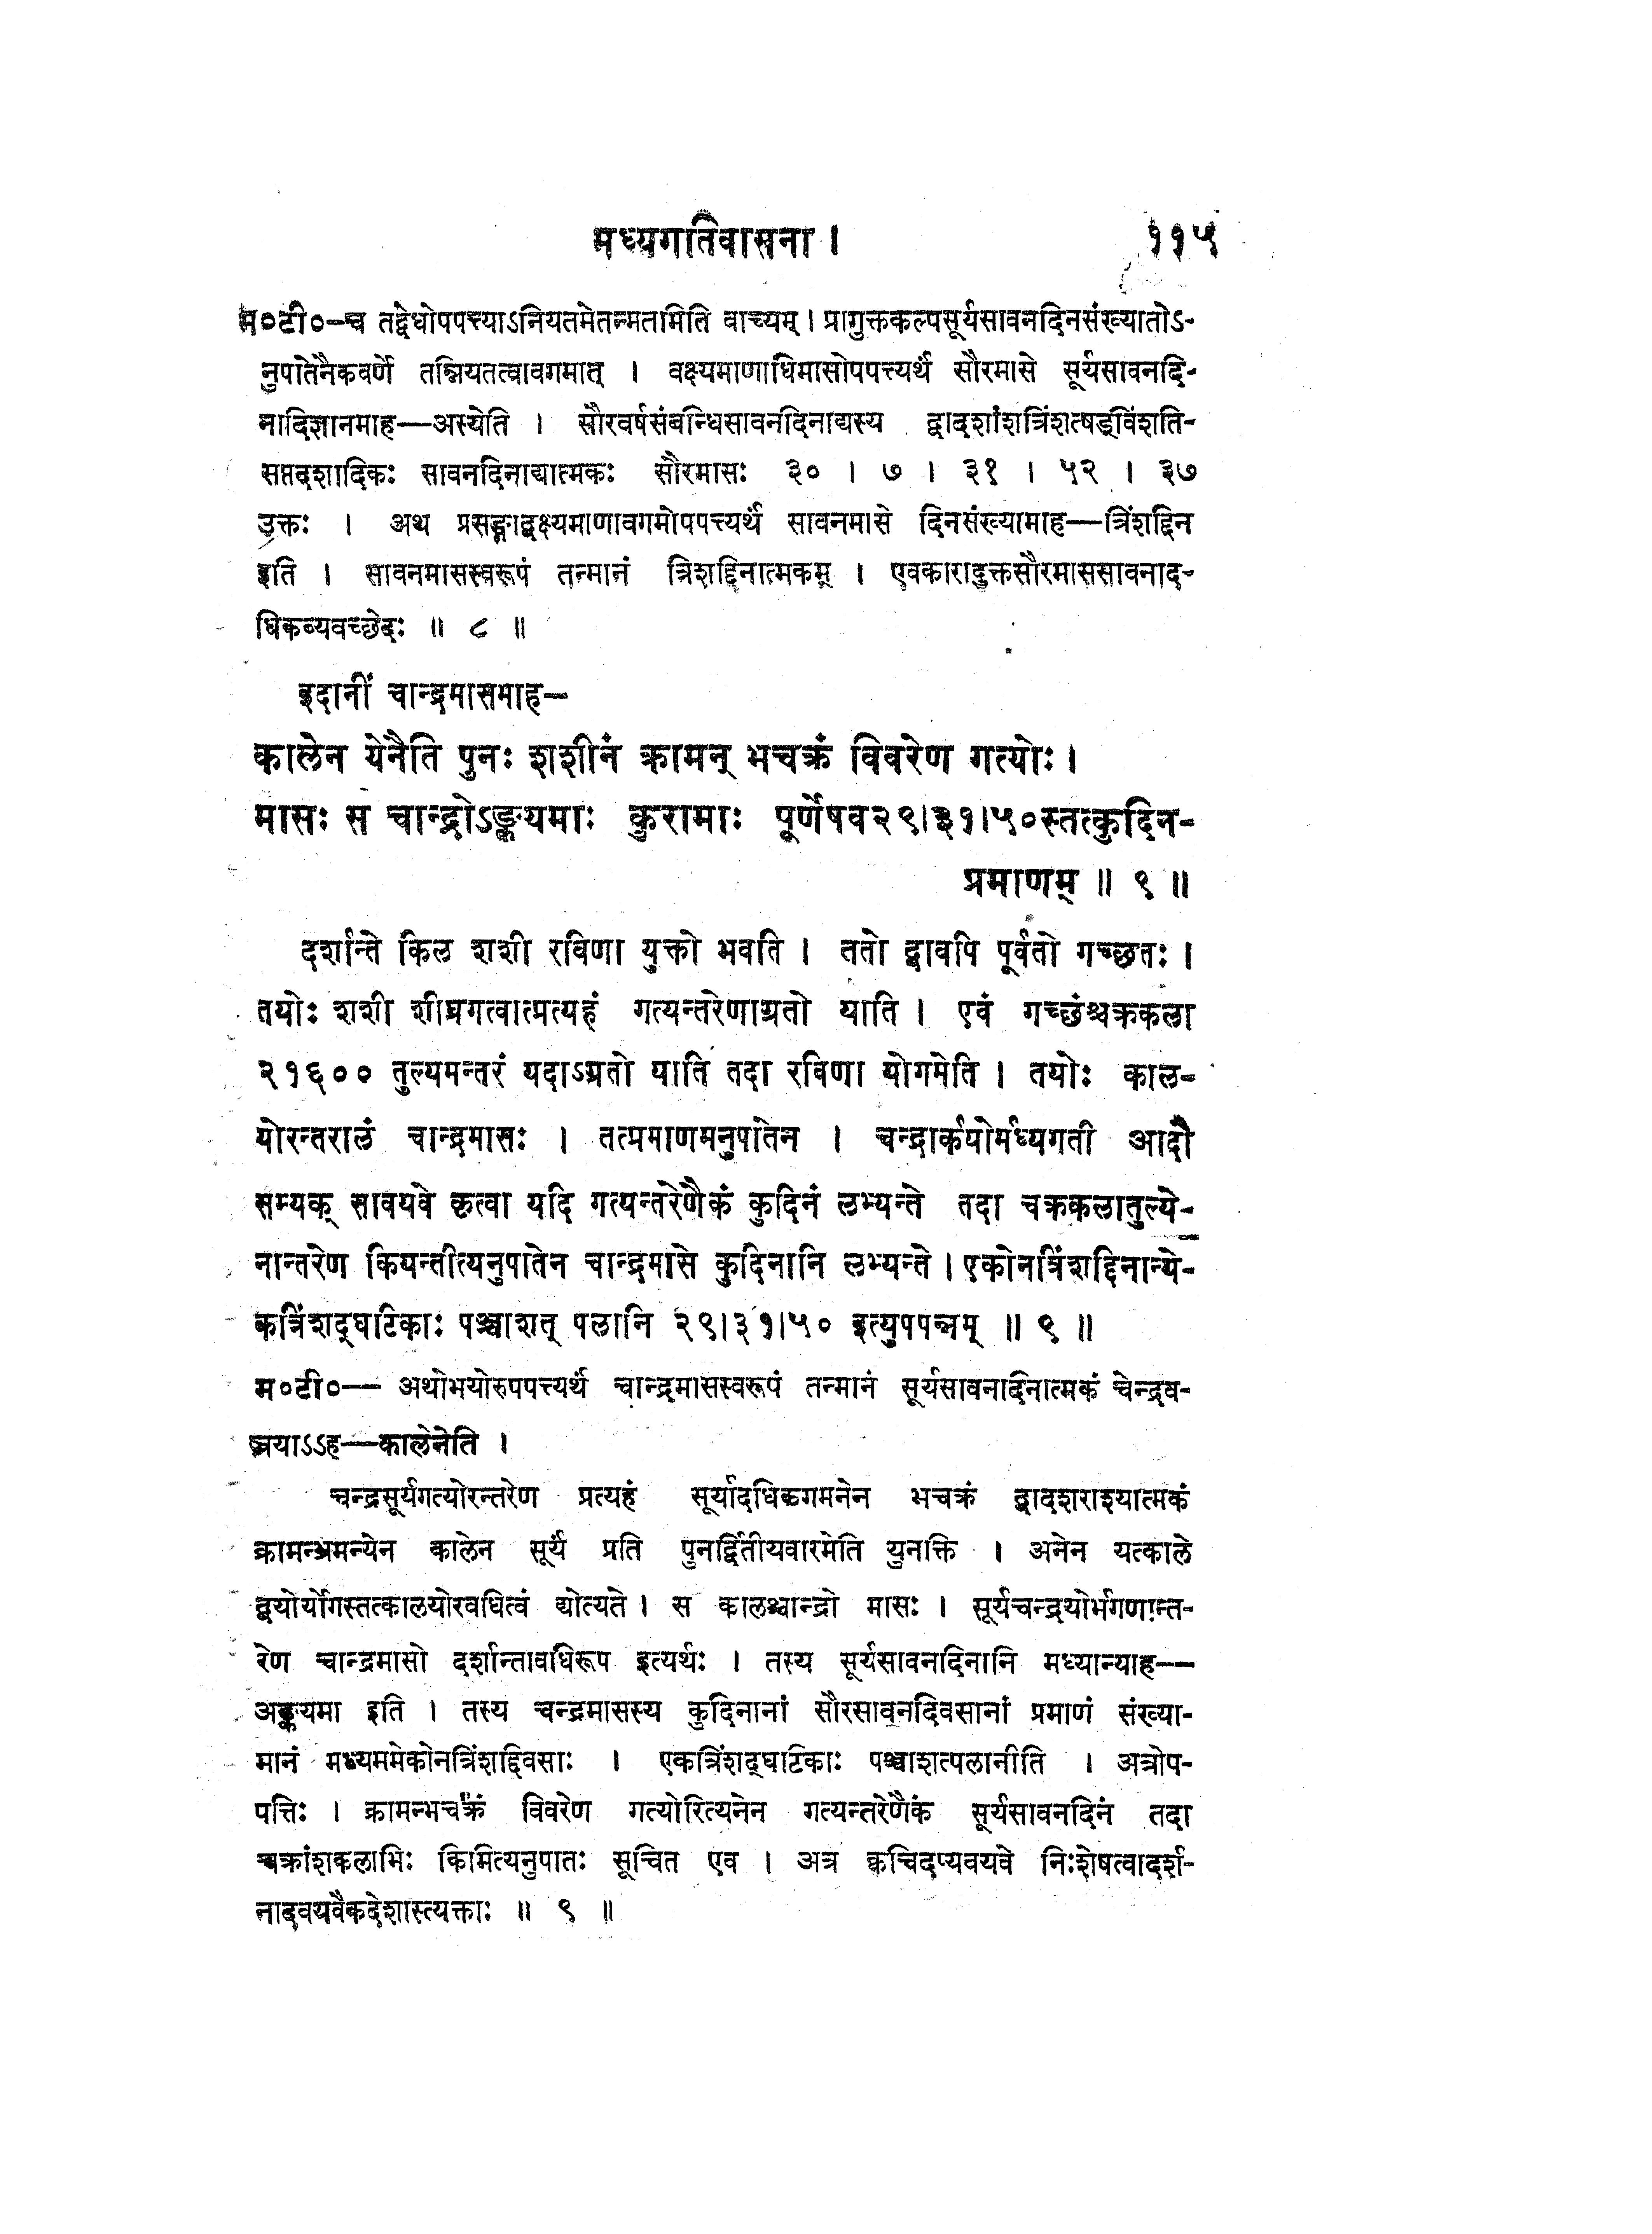 मध्यगतिवासना । ११५
म०टी०-च तद्वेधोपपत्त्याऽनियतमेतन्मतमिति वाच्यम् । प्रागुक्तकल्पसूर्यसावनदिनसंख्यातोऽ-
नुपातेनैकवर्णे तन्नियतत्वावगमात् । वक्ष्यमाणाधिमासोपपत्त्यर्थं सौरमासे सूर्यसावनदि-
नादिज्ञानमाह—अस्येति । सौरवर्षसंबन्धिसावनदिनाद्यस्य द्वादशांशत्रिंशत्षड्विंशति-
सप्तदशादिकः सावनदिनाद्यात्मकः सौरमासः ३० । ७ । ३१ । ५२ । ३७
उक्तः । अथ प्रसङ्गाद्वक्ष्यमाणावगमोपपत्त्यर्थं सावनमासे दिनसंख्यामाह—त्रिंशद्दिन
इति । सावनमासस्वरूपं तन्मानं त्रिशद्दिनात्मकम् । एवकारादुक्तसौरमाससावनाद-
धिकव्यवच्छेदः ॥ ८ ॥
इदानीं चान्द्रमासमाह—
कालेन येनैति पुनः शशीनं क्रामन् भचक्रं विवरेण गत्योः ।
मासः स चान्द्रोऽङ्कयमाः कुरामाः पूर्णेषव२९।३१।५०स्तत्कुदिन-
प्रमाणम् ॥ ९ ॥
दर्शान्ते किल शशी रविणा युक्तो भवति । ततो द्वावपि पूर्वतो गच्छतः ।
तयोः शशी शीघ्रगत्वात्प्रत्यहं गत्यन्तरेणाग्रतो याति । एवं गच्छंश्चक्रकला
२१६०० तुल्यमन्तरं यदाऽग्रतो याति तदा रविणा योगमेति । तयोः काल-
योरन्तरालं चान्द्रमासः । तत्प्रमाणमनुपातेन । चन्द्रार्कयोर्मध्यगती आदौ
सम्यक् सावयवे कृत्वा यदि गत्यन्तरेणैकं कुदिनं लभ्यन्ते तदा चक्रकलातुल्ये-
नान्तरेण कियन्तीत्यनुपातेन चान्द्रमासे कुदिनानि लभ्यन्ते । एकोनत्रिंशद्दिनान्ये-
कत्रिंशद्घटिकाः पञ्चाशत् पलानि २९।३१।५० इत्युपपन्नम् ॥ ९ ॥
म०टी०— अथोभयोरुपपत्त्यर्थं चान्द्रमासस्वरूपं तन्मानं सूर्यसावनादिनात्मकं चेन्द्रव-
ज्रयाऽऽह—कालेनेति ।
चन्द्रसूर्यगत्योरन्तरेण प्रत्यहं सूर्यादधिकगमनेन भचक्रं द्वादशराश्यात्मकं
क्रामन्भ्रमन्येन कालेन सूर्यं प्रति पुनर्द्वितीयवारमेति युनक्ति । अनेन यत्काले
द्वयोर्योगस्तत्कालयोरवधित्वं द्योत्यते । स कालश्चान्द्रो मासः । सूर्यचन्द्रयोर्भगणान्त-
रेण चान्द्रमासो दर्शान्तावधिरूप इत्यर्थः । तस्य सूर्यसावनदिनानि मध्यान्याह—
अङ्कयमा इति । तस्य चन्द्रमासस्य कुदिनानां सौरसावनदिवसानां प्रमाणं संख्या-
मानं मध्यममेकोनत्रिंशद्दिवसाः । एकत्रिंशद्घटिकाः पञ्चाशत्पलानीति । अत्रोप-
पत्तिः । क्रामन्भचक्रं विवरेण गत्योरित्यनेन गत्यन्तरेणैकं सूर्यसावनदिनं तदा
चक्रांशकलाभिः किमित्यनुपातः सूचित एव । अत्र क्वचिदप्यवयवे निःशेषत्वादर्श-
नादवयवैकदेशास्त्यक्ताः ॥ ९ ॥